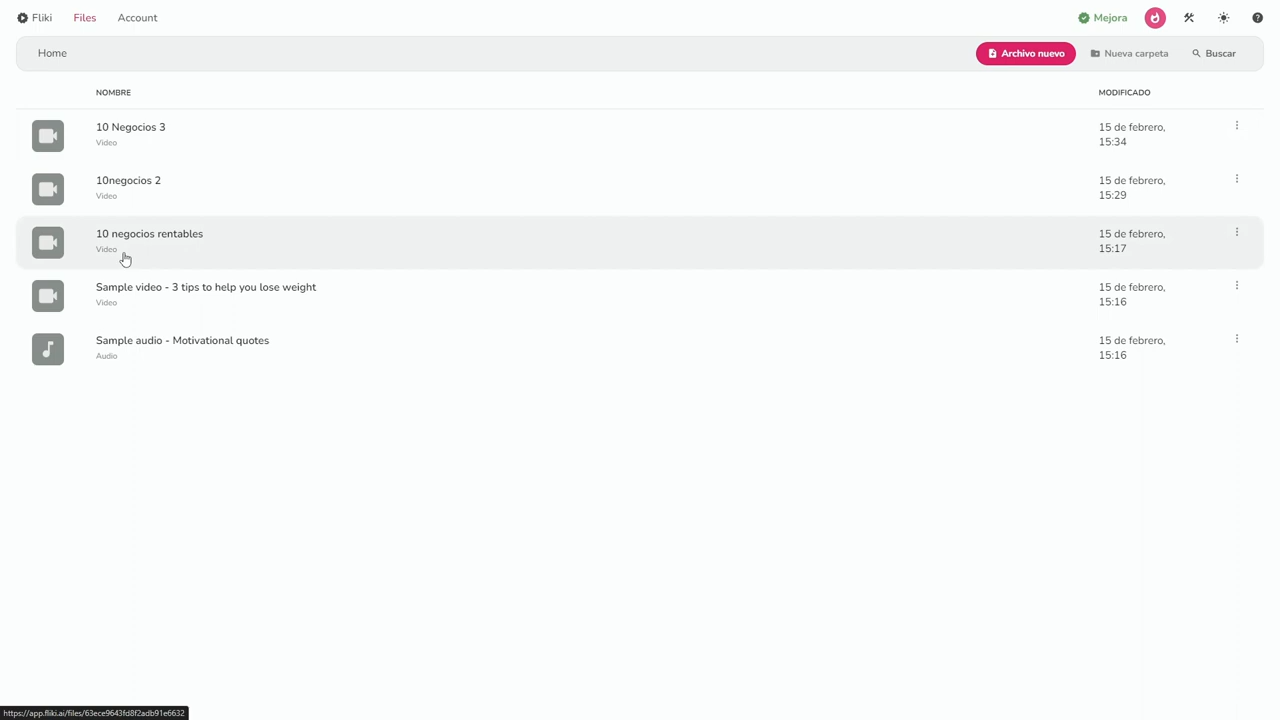 Fliki Files Account Mejora
Home Archivo nuevo Nueva carpeta Buscar
NOMBRE MODIFICADO
10 Negocios 3
Video
15 de febrero,
15:34
10negocios 2
Video
15 de febrero,
15:29
10 negocios rentables
Video
15 de febrero,
15:17
Sample video - 3 tips to help you lose weight
Video
15 de febrero,
15:16
Sample audio - Motivational quotes
Audio
15 de febrero,
15:16
https://app.fliki.ai/files/63ece9643fd8f2adb91e6632